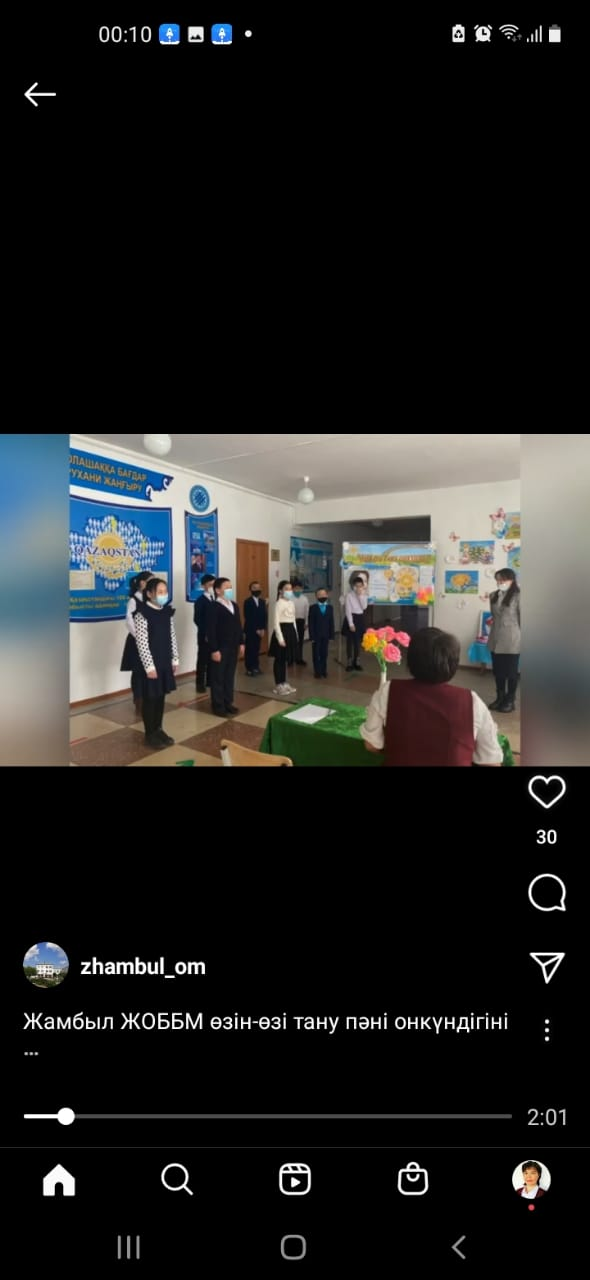 00:10
ОЛАШАҚҚА БАҒДАР
РУХАНИ ЖАҢҒЫРУ
QAZAQSTAN
30
zhambul_om
Жамбыл ЖОББМ өзін-өзі тану пәні онкүндігіні
...
2:01